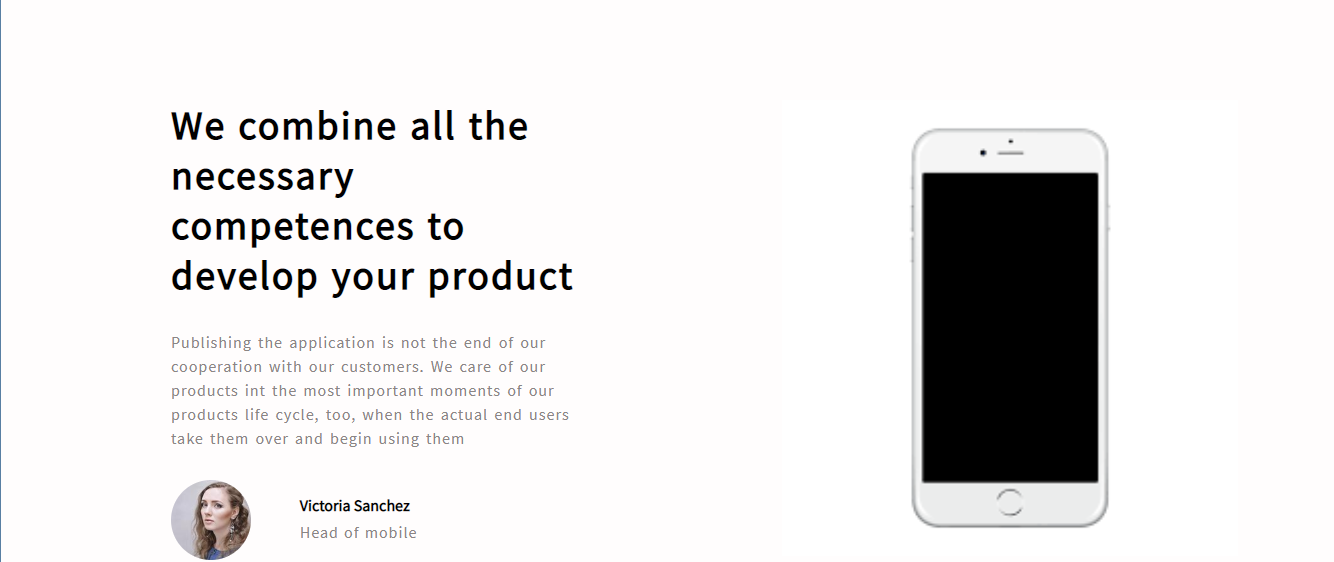 We combine all the
necessary
competences to
develop your product
Publishing the application is not the end of our
cooperation with our customers. We care of our
products int the most important moments of our
products life cycle, too, when the actual end users
take them over and begin using them
Victoria Sanchez
Head of mobile